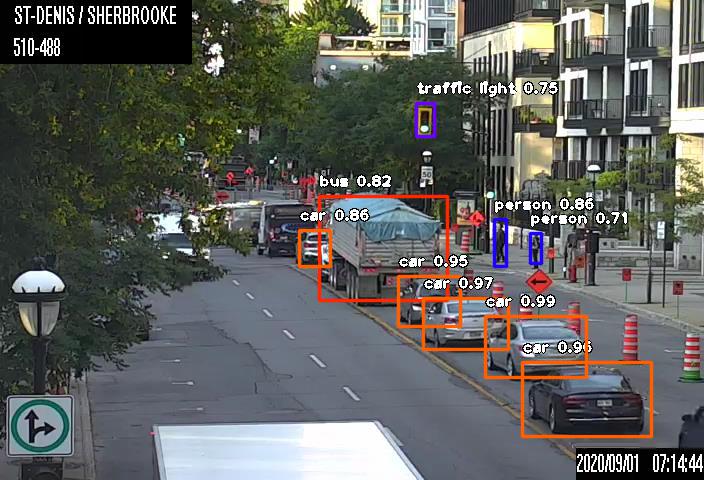 ST-DENIS / SHERBROOKE
510-488
traffic light 0.75
bus 0.82
person 0.86
person 0.71
car 0.86
50
car 0.95
car 0.97
car 0.99
car 0.96
2020/09/01 07:14:44